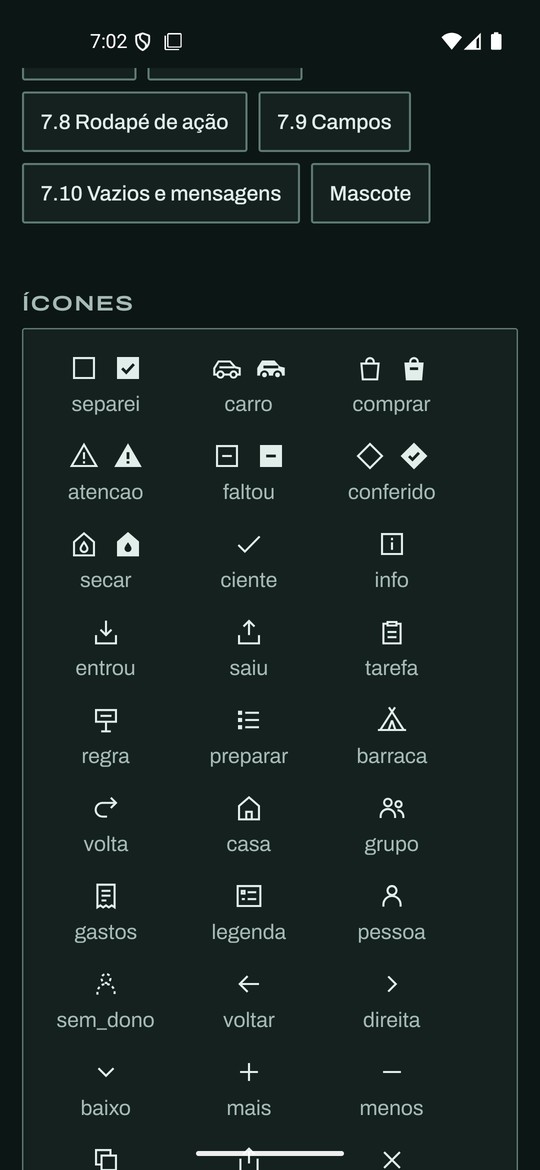 7:02
7.8 Rodapé de ação 7.9 Campos
7.10 Vazios e mensagens Mascote
ÍCONES
separei carro comprar
atencao faltou conferido
secar ciente info
entrou saiu tarefa
regra preparar barraca
volta casa grupo
gastos legenda pessoa
sem_dono voltar direita
baixo mais menos